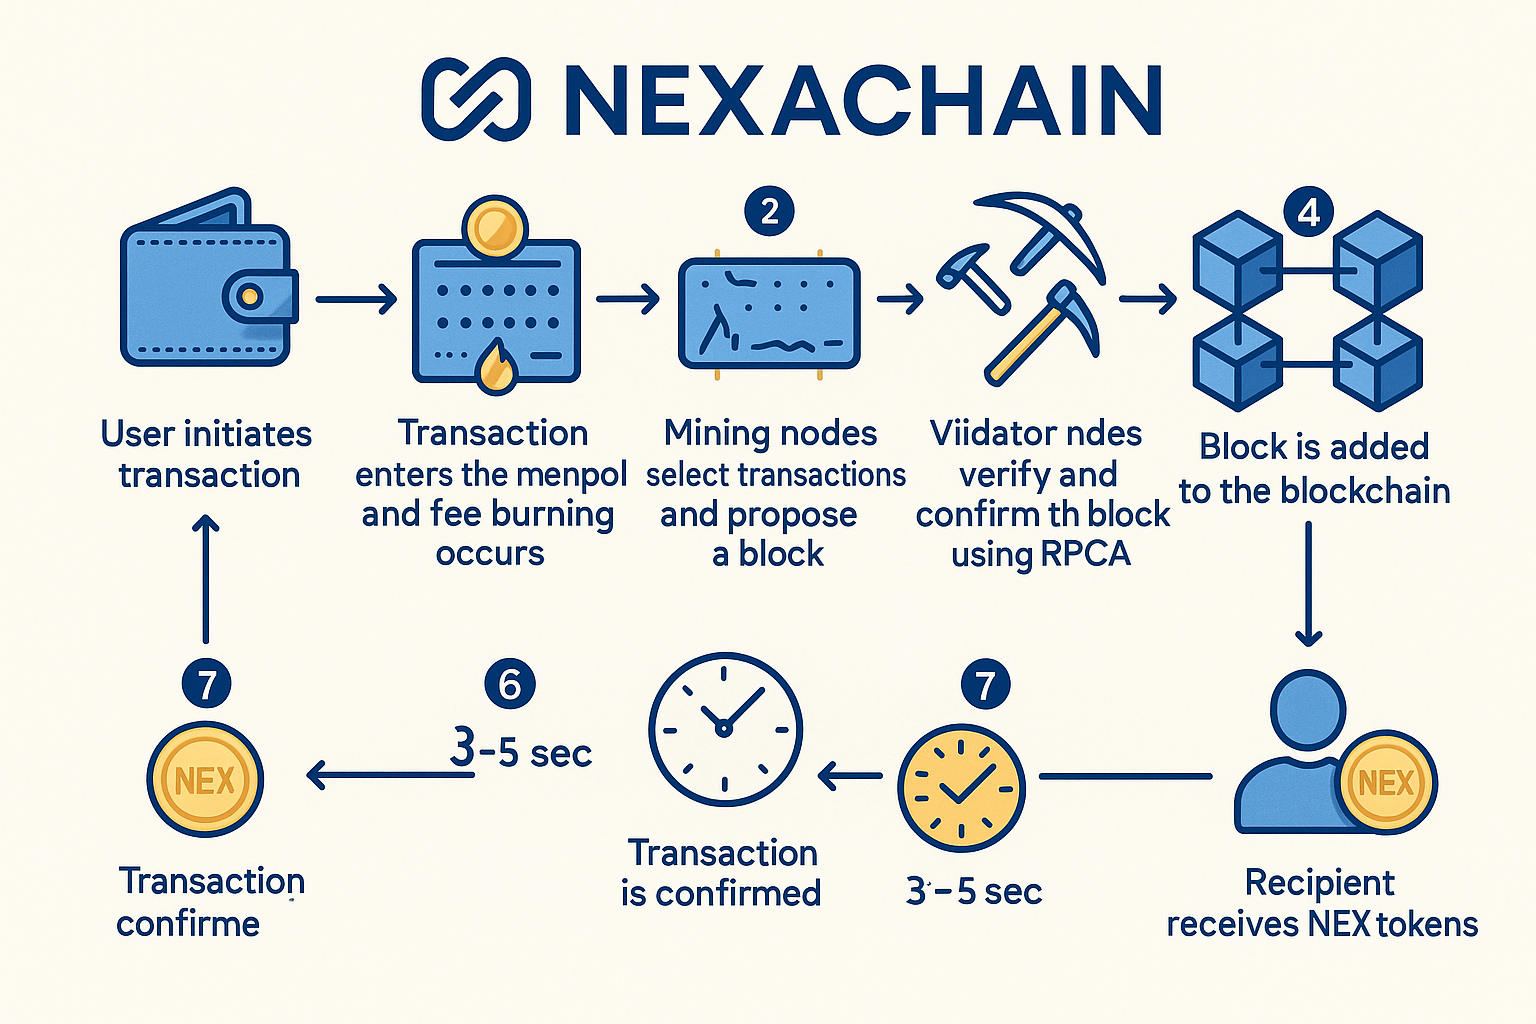 NEXACHAIN
2
4
User initiates
transaction
Transaction
enters the menpol
and fee burning
occurs
Mining nodes
select transactions
and propose
a block
Viidator ndes
verify and
confirm th block
using RPCA
Block is added
to the blockchain
7
NEX
Transaction
confirme
6
3-5 sec
Transaction
is confirmed
7
3-5 sec
NEX
Recipient
receives NEX tokens